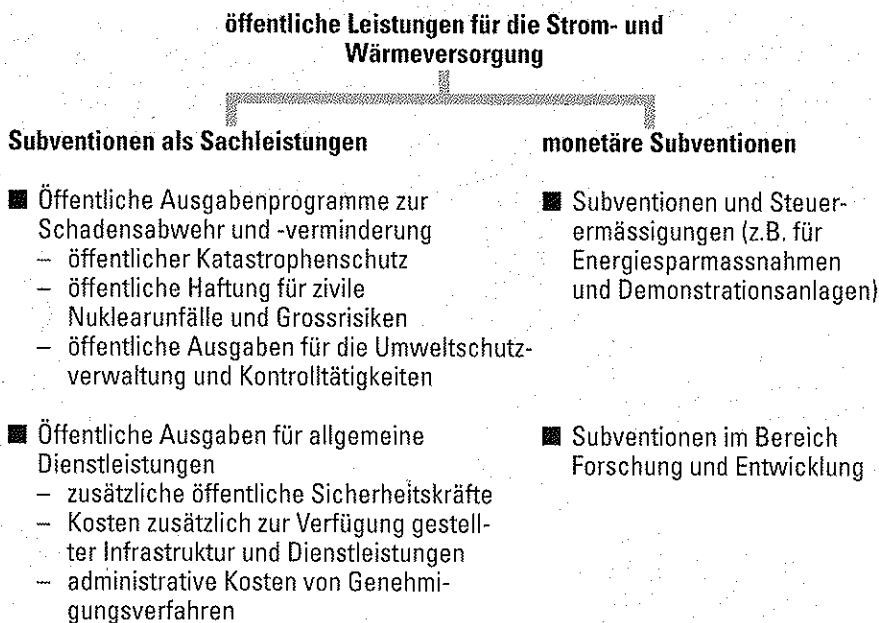 öffentliche Leistungen für die Strom- und
Wärmeversorgung
Subventionen als Sachleistungen
■ Öffentliche Ausgabenprogramme zur
Schadensabwehr und -verminderung
– öffentlicher Katastrophenschutz
– öffentliche Haftung für zivile
Nuklearunfälle und Grossrisiken
– öffentliche Ausgaben für die Umweltschutz-
verwaltung und Kontrolltätigkeiten
■ Öffentliche Ausgaben für allgemeine
Dienstleistungen
– zusätzliche öffentliche Sicherheitskräfte
– Kosten zusätzlich zur Verfügung gestell-
ter Infrastruktur und Dienstleistungen
– administrative Kosten von Genehmi-
gungsverfahren
monetäre Subventionen
■ Subventionen und Steuer-
ermässigungen (z.B. für
Energiesparmassnahmen
und Demonstrationsanlagen)
■ Subventionen im Bereich
Forschung und Entwicklung